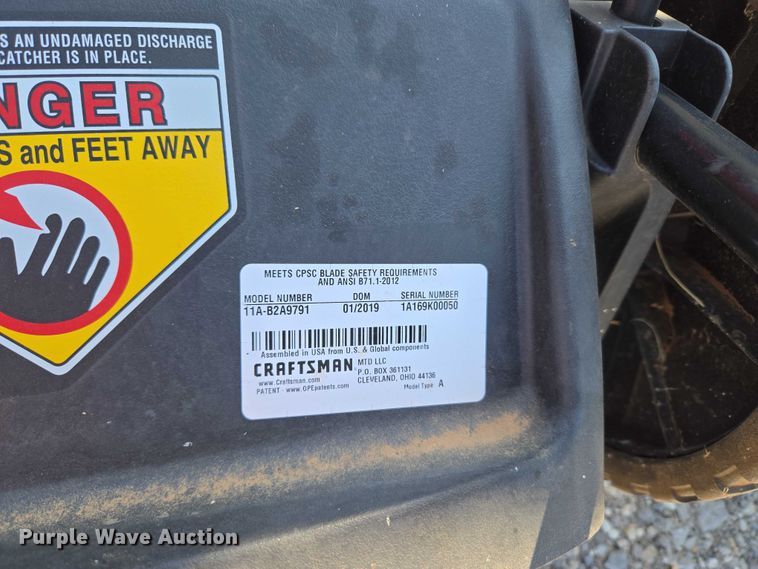 S AN UNDAMAGED DISCHARGE
CATCHER IS IN PLACE.
NGER
S and FEET AWAY
MEETS CPSC BLADE SAFETY REQUIREMENTS
AND ANSI B71.1-2012
MODEL NUMBER DOM SERIAL NUMBER
11A-B2A9791 01/2019 1A169K00050
Assembled in USA from U.S. & Global components
CRAFTSMAN MTD LLC
P.O. BOX 361131
www.Craftsman.com CLEVELAND, OHIO 44136
PATENT - www.GPEpatents.com Model Type: A
Purple Wave Auction